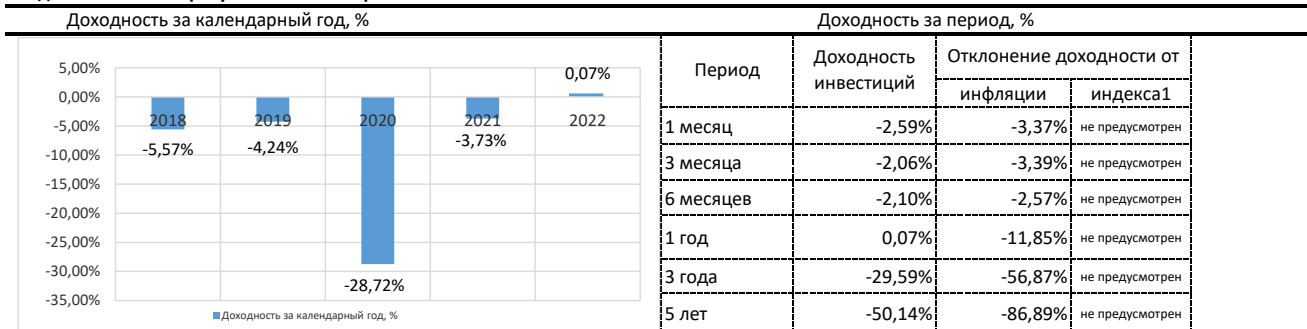 Доходность за календарный год, %
Доходность за период, %
5,00%
0,00%
-5,00%
-10,00%
-15,00%
-20,00%
-25,00%
-30,00%
-35,00%
2018
2019
2020
2021
2022
-5,57%
-4,24%
-28,72%
-3,73%
0,07%
Доходность за календарный год, %
Период
Доходность
инвестиций
Отклонение доходности от
инфляции индекса1
1 месяц -2,59% -3,37% не предусмотрен
3 месяца -2,06% -3,39% не предусмотрен
6 месяцев -2,10% -2,57% не предусмотрен
1 год 0,07% -11,85% не предусмотрен
3 года -29,59% -56,87% не предусмотрен
5 лет -50,14% -86,89% не предусмотрен